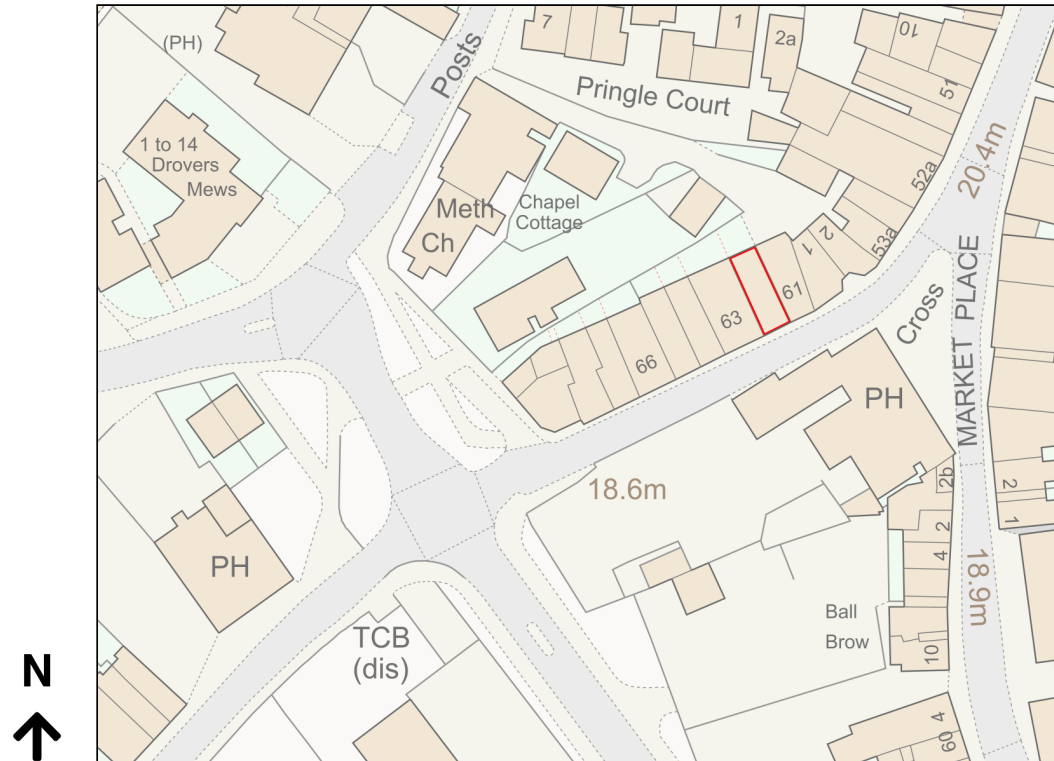 (PH)
Posts
7
1
2a
10
51
Pringle Court
1 to 14
Drovers
Mews
Meth
Ch
Chapel
Cottage
52a
20.4m
1
2
53a
61
63
66
Cross
MARKET PLACE
PH
18.6m
2b
2
2
1
4
18.9m
PH
TCB
(dis)
Ball
Brow
10
4
60
N